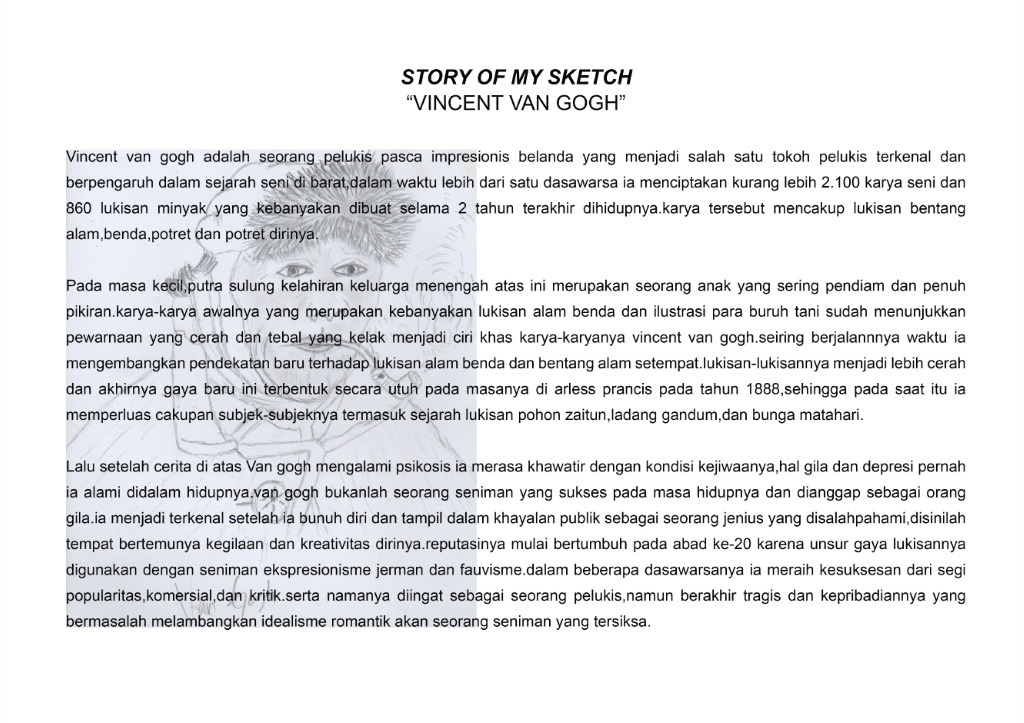 STORY OF MY SKETCH
“VINCENT VAN GOGH”
Vincent van gogh adalah seorang pelukis pasca impresionis belanda yang menjadi salah satu tokoh pelukis terkenal dan
berpengaruh dalam sejarah seni di barat,dalam waktu lebih dari satu dasawarsa ia menciptakan kurang lebih 2.100 karya seni dan
860 lukisan minyak yang kebanyakan dibuat selama 2 tahun terakhir dihidupnya.karya tersebut mencakup lukisan bentang
alam,benda,potret dan potret dirinya.
Pada masa kecil,putra sulung kelahiran keluarga menengah atas ini merupakan seorang anak yang sering pendiam dan penuh
pikiran.karya-karya awalnya yang merupakan kebanyakan lukisan alam benda dan ilustrasi para buruh tani sudah menunjukkan
pewarnaan yang cerah dan tebal yang kelak menjadi ciri khas karya-karyanya vincent van gogh.seiring berjalannnya waktu ia
mengembangkan pendekatan baru terhadap lukisan alam benda dan bentang alam setempat.lukisan-lukisannya menjadi lebih cerah
dan akhirnya gaya baru ini terbentuk secara utuh pada masanya di arless prancis pada tahun 1888,sehingga pada saat itu ia
memperluas cakupan subjek-subjeknya termasuk sejarah lukisan pohon zaitun,ladang gandum,dan bunga matahari.
Lalu setelah cerita di atas Van gogh mengalami psikosis ia merasa khawatir dengan kondisi kejiwaanya,hal gila dan depresi pernah
ia alami didalam hidupnya,van gogh bukanlah seorang seniman yang sukses pada masa hidupnya dan dianggap sebagai orang
gila.ia menjadi terkenal setelah ia bunuh diri dan tampil dalam khayalan publik sebagai seorang jenius yang disalahpahami,disinilah
tempat bertemunya kegilaan dan kreativitas dirinya.reputasinya mulai bertumbuh pada abad ke-20 karena unsur gaya lukisannya
digunakan dengan seniman ekspresionisme jerman dan fauvisme.dalam beberapa dasawarsanya ia meraih kesuksesan dari segi
popularitas,komersial,dan kritik.serta namanya diingat sebagai seorang pelukis,namun berakhir tragis dan kepribadiannya yang
bermasalah melambangkan idealisme romantik akan seorang seniman yang tersiksa.